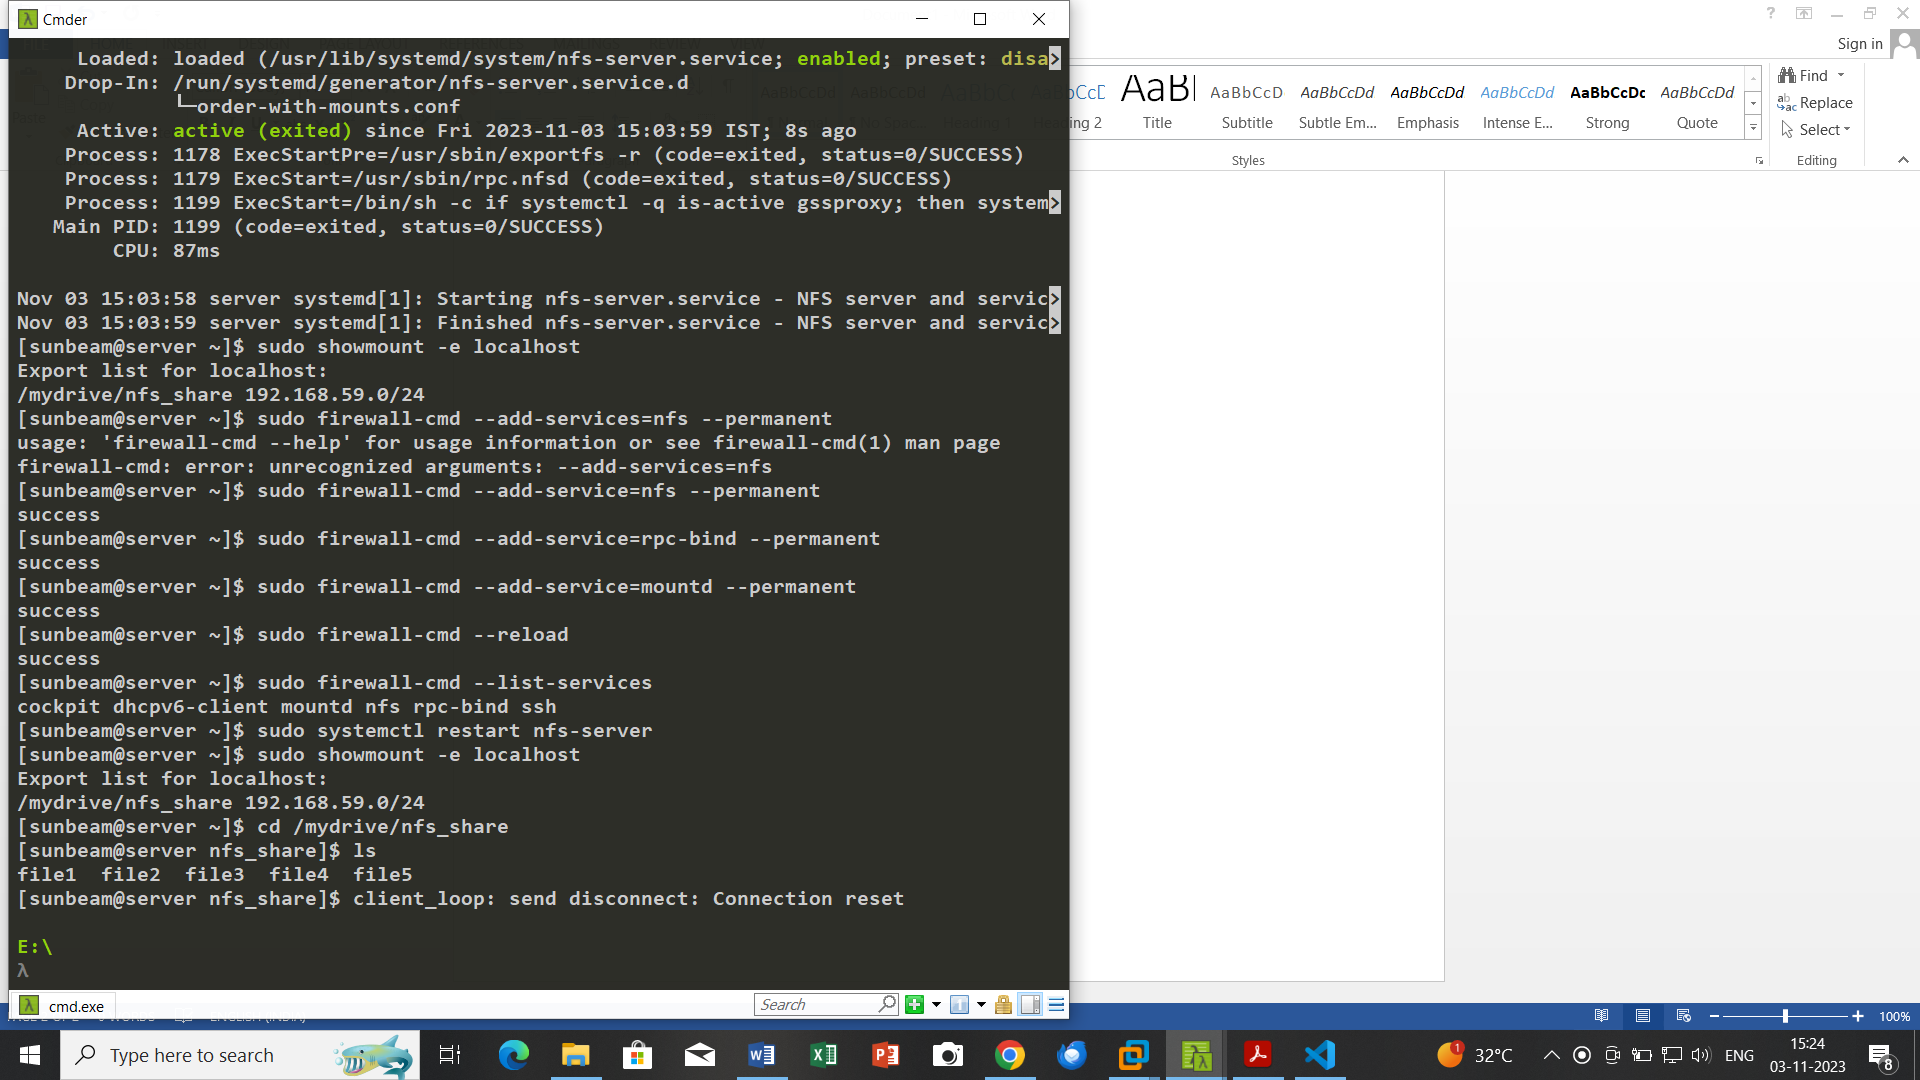 Cmder
Loaded: loaded (/usr/lib/systemd/system/nfs-server.service; enabled; preset: disa>
Drop-In: /run/systemd/generator/nfs-server.service.d
└─order-with-mounts.conf
Active: active (exited) since Fri 2023-11-03 15:03:59 IST; 8s ago
Process: 1178 ExecStartPre=/usr/sbin/exportfs -r (code=exited, status=0/SUCCESS)
Process: 1179 ExecStart=/usr/sbin/rpc.nfsd (code=exited, status=0/SUCCESS)
Process: 1199 ExecStart=/bin/sh -c if systemctl -q is-active gssproxy; then system>
Main PID: 1199 (code=exited, status=0/SUCCESS)
CPU: 87ms
Nov 03 15:03:58 server systemd[1]: Starting nfs-server.service - NFS server and servic>
Nov 03 15:03:59 server systemd[1]: Finished nfs-server.service - NFS server and servic>
[sunbeam@server ~]$ sudo showmount -e localhost
Export list for localhost:
/mydrive/nfs_share 192.168.59.0/24
[sunbeam@server ~]$ sudo firewall-cmd --add-services=nfs --permanent
usage: 'firewall-cmd --help' for usage information or see firewall-cmd(1) man page
firewall-cmd: error: unrecognized arguments: --add-services=nfs
[sunbeam@server ~]$ sudo firewall-cmd --add-service=nfs --permanent
success
[sunbeam@server ~]$ sudo firewall-cmd --add-service=rpc-bind --permanent
success
[sunbeam@server ~]$ sudo firewall-cmd --add-service=mountd --permanent
success
[sunbeam@server ~]$ sudo firewall-cmd --reload
success
[sunbeam@server ~]$ sudo firewall-cmd --list-services
cockpit dhcpv6-client mountd nfs rpc-bind ssh
[sunbeam@server ~]$ sudo systemctl restart nfs-server
[sunbeam@server ~]$ sudo showmount -e localhost
Export list for localhost:
/mydrive/nfs_share 192.168.59.0/24
[sunbeam@server ~]$ cd /mydrive/nfs_share
[sunbeam@server nfs_share]$ ls
file1  file2  file3  file4  file5
[sunbeam@server nfs_share]$ client_loop: send disconnect: Connection reset
E:\
λ
cmd.exe
Search
Sign in
AaBl AaBbCcD AaBbCcDd AaBbCcDd AaBbCcDd AaBbCcDc AaBbCcDd
Title Subtitle Subtle Em... Emphasis Intense E... Strong Quote
Styles
Find
Replace
Select
Editing
100%
Type here to search
32°C
ENG
15:24
03-11-2023
8